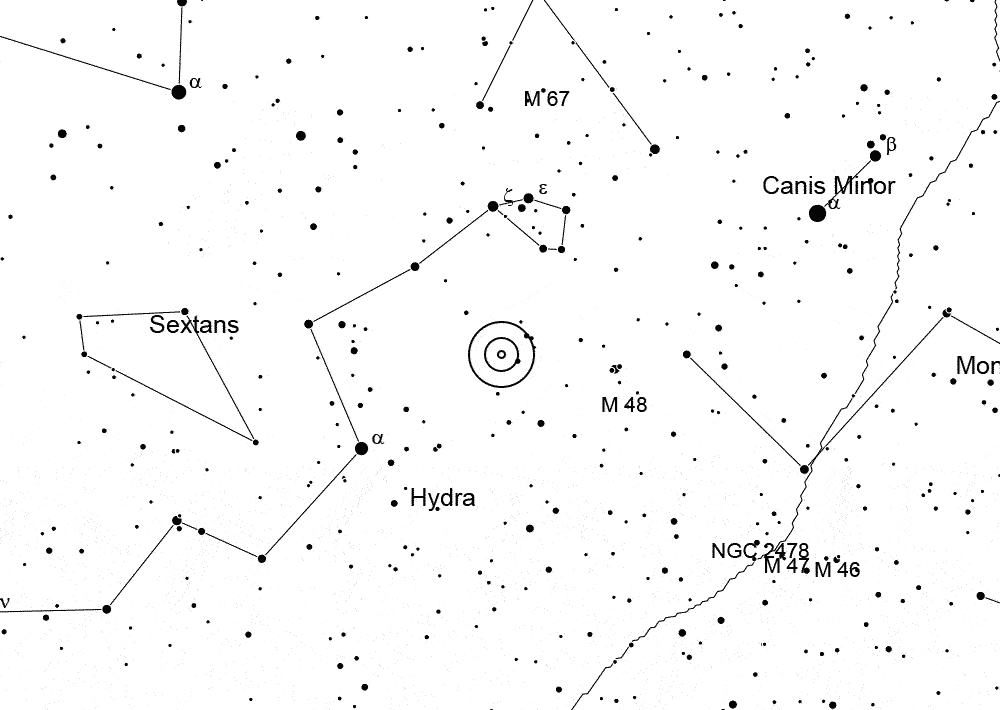 α
M 67
β
Canis Minor
α
ζ
ε
Sextans
Mon
M 48
α
Hydra
NGC 2478
M 47
M 46
ν